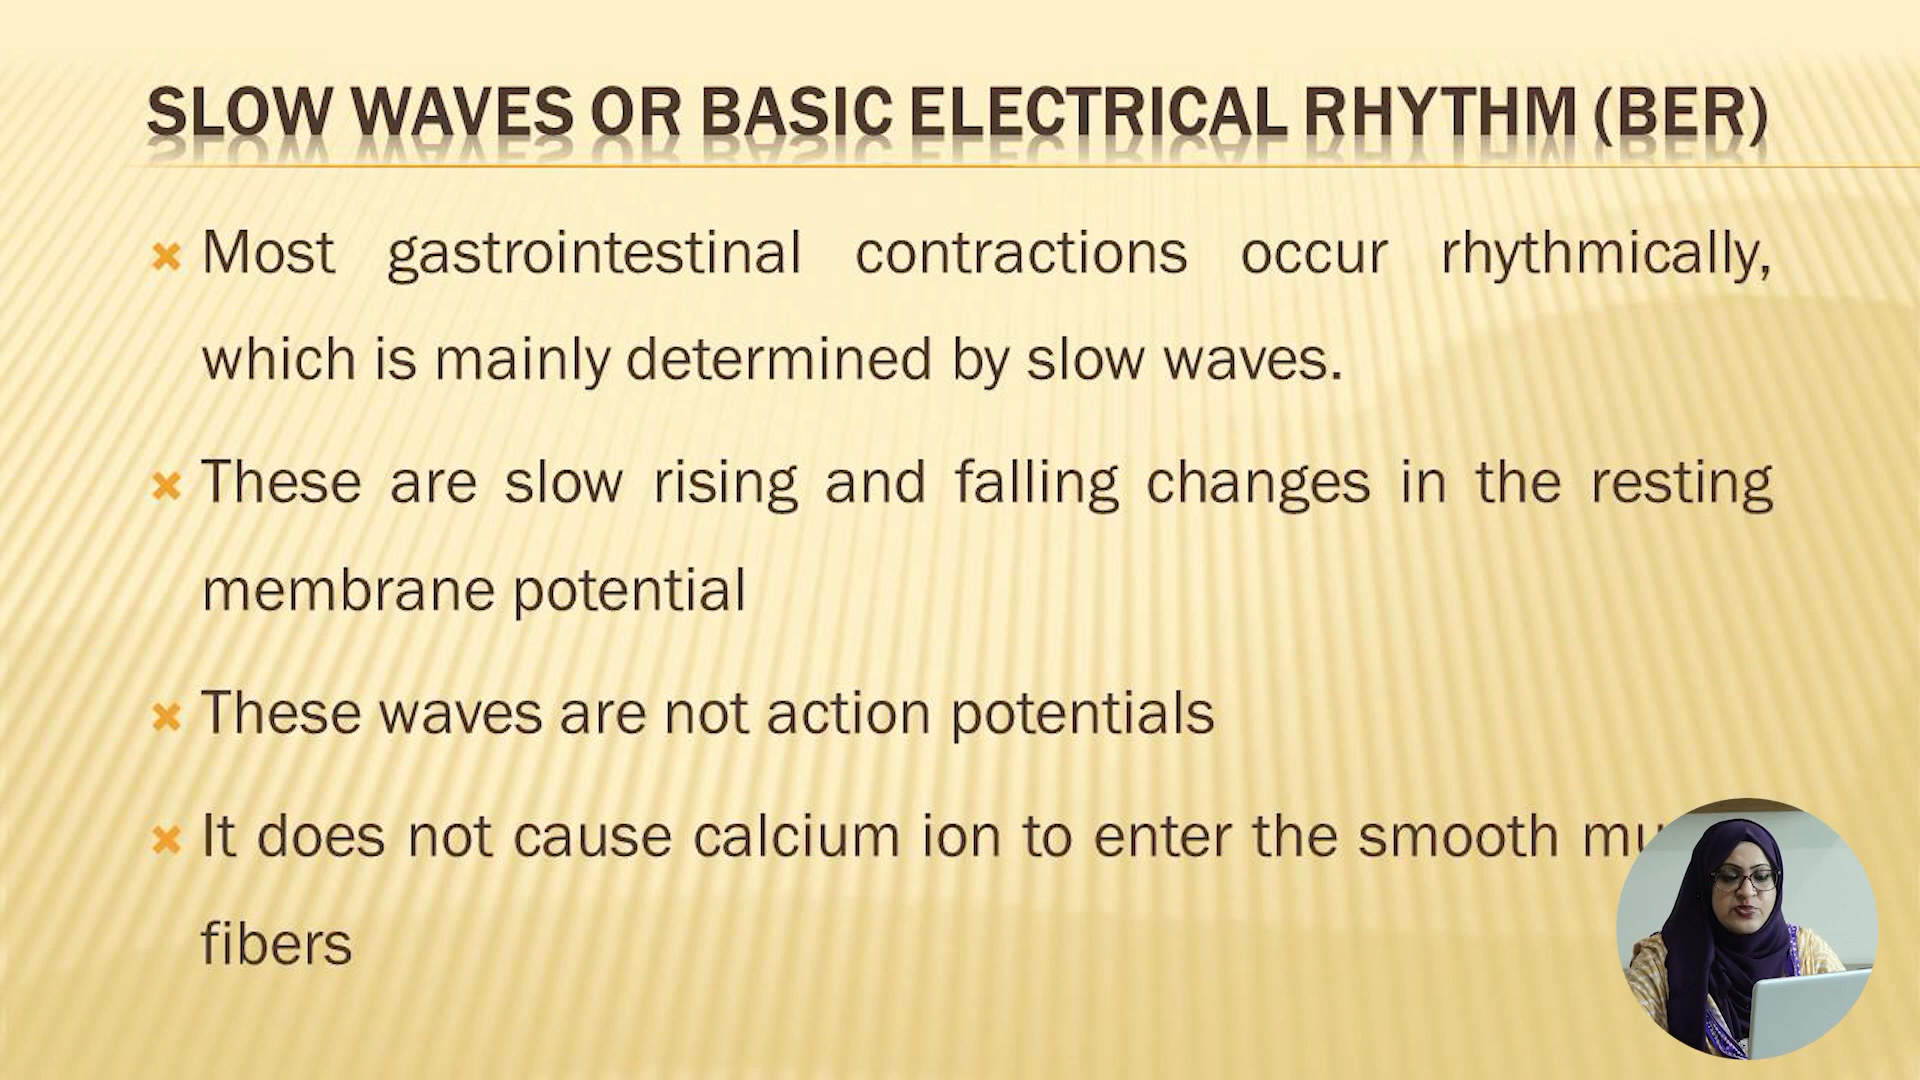 SLOW WAVES OR BASIC ELECTRICAL RHYTHM (BER)
Most gastrointestinal contractions occur rhythmically,
which is mainly determined by slow waves.
These are slow rising and falling changes in the resting
membrane potential
These waves are not action potentials
It does not cause calcium ion to enter the smooth
fibers